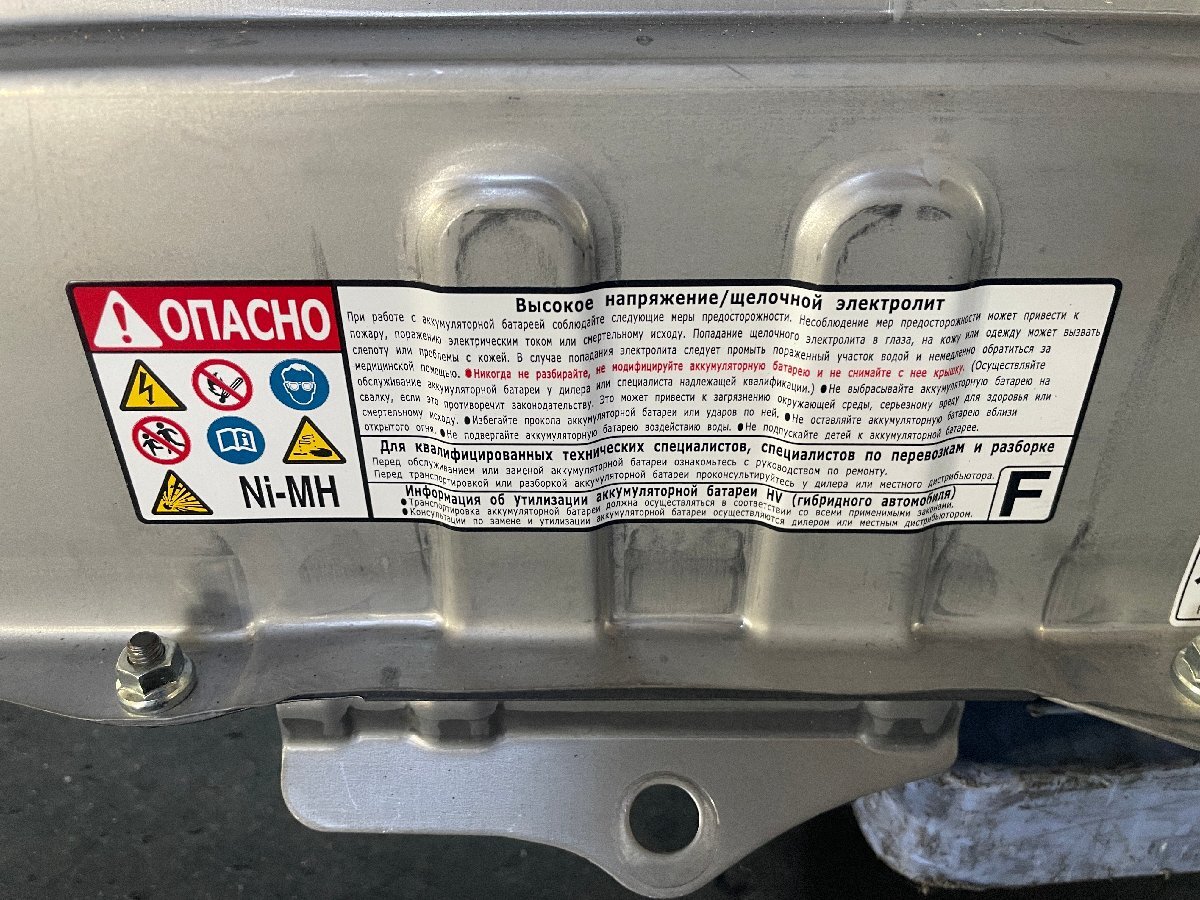 ОПАСНО
Ni-MH
Высокое напряжение/щелочной электролит
При работе с аккумуляторной батареей соблюдайте следующие меры предосторожности. Несоблюдение мер предосторожности может привести к
пожару, поражению электрическим током или смертельному исходу. Попадание щелочного электролита в глаза, на кожу или одежду может вызвать
слепоту или проблемы с кожей. В случае попадания электролита следует промыть пораженный участок водой и немедленно обратиться за
медицинской помощью. ●Никогда не разбирайте, не модифицируйте аккумуляторную батарею и не снимайте с нее крышку. (Осуществляйте
обслуживание аккумуляторной батареи у дилера или специалиста надлежащей квалификации.) ●Не выбрасывайте аккумуляторную батарею на
свалку, если это противоречит законодательству. Это может привести к загрязнению окружающей среды, серьезному вреду для здоровья или
смертельному исходу. ●Избегайте прокола аккумуляторной батареи или ударов по ней. ●Не оставляйте аккумуляторную батарею вблизи
открытого огня. ●Не подвергайте аккумуляторную батарею воздействию воды. ●Не подпускайте детей к аккумуляторной батарее.
Для квалифицированных технических специалистов, специалистов по перевозкам и разборке
Перед обслуживанием или заменой аккумуляторной батареи ознакомьтесь с руководством по ремонту.
Перед транспортировкой или разборкой аккумуляторной батареи проконсультируйтесь у дилера или местного дистрибьютора.
Информация об утилизации аккумуляторной батареи HV (гибридного автомобиля)
●Транспортировка аккумуляторной батареи должна осуществляться в соответствии со всеми применимыми законами.
●Консультации по замене и утилизации аккумуляторной батареи осуществляются дилером или местным дистрибьютором.
F